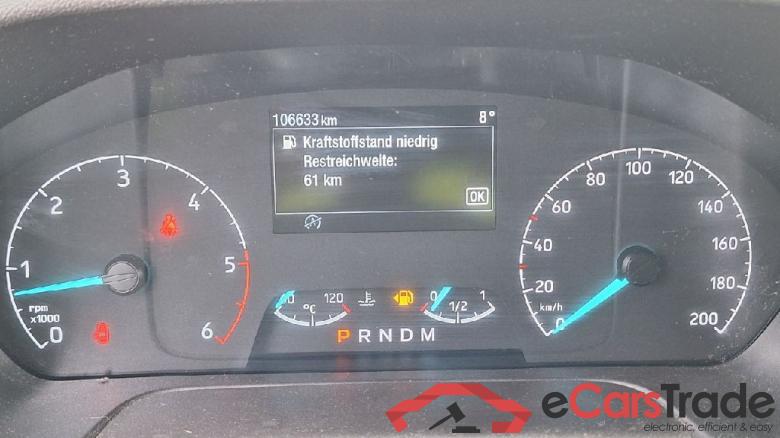 106633 km 8°
Kraftstoffstand niedrig
Restreichweite:
61 km
OK
0 1 2 3 4 5 6
rpm
x1000
120
°C
0 1/2 1
P R N D M
0 20 40 60 80 100 120 140 160 180 200
km/h
eCarsTrade
electronic, efficient & easy